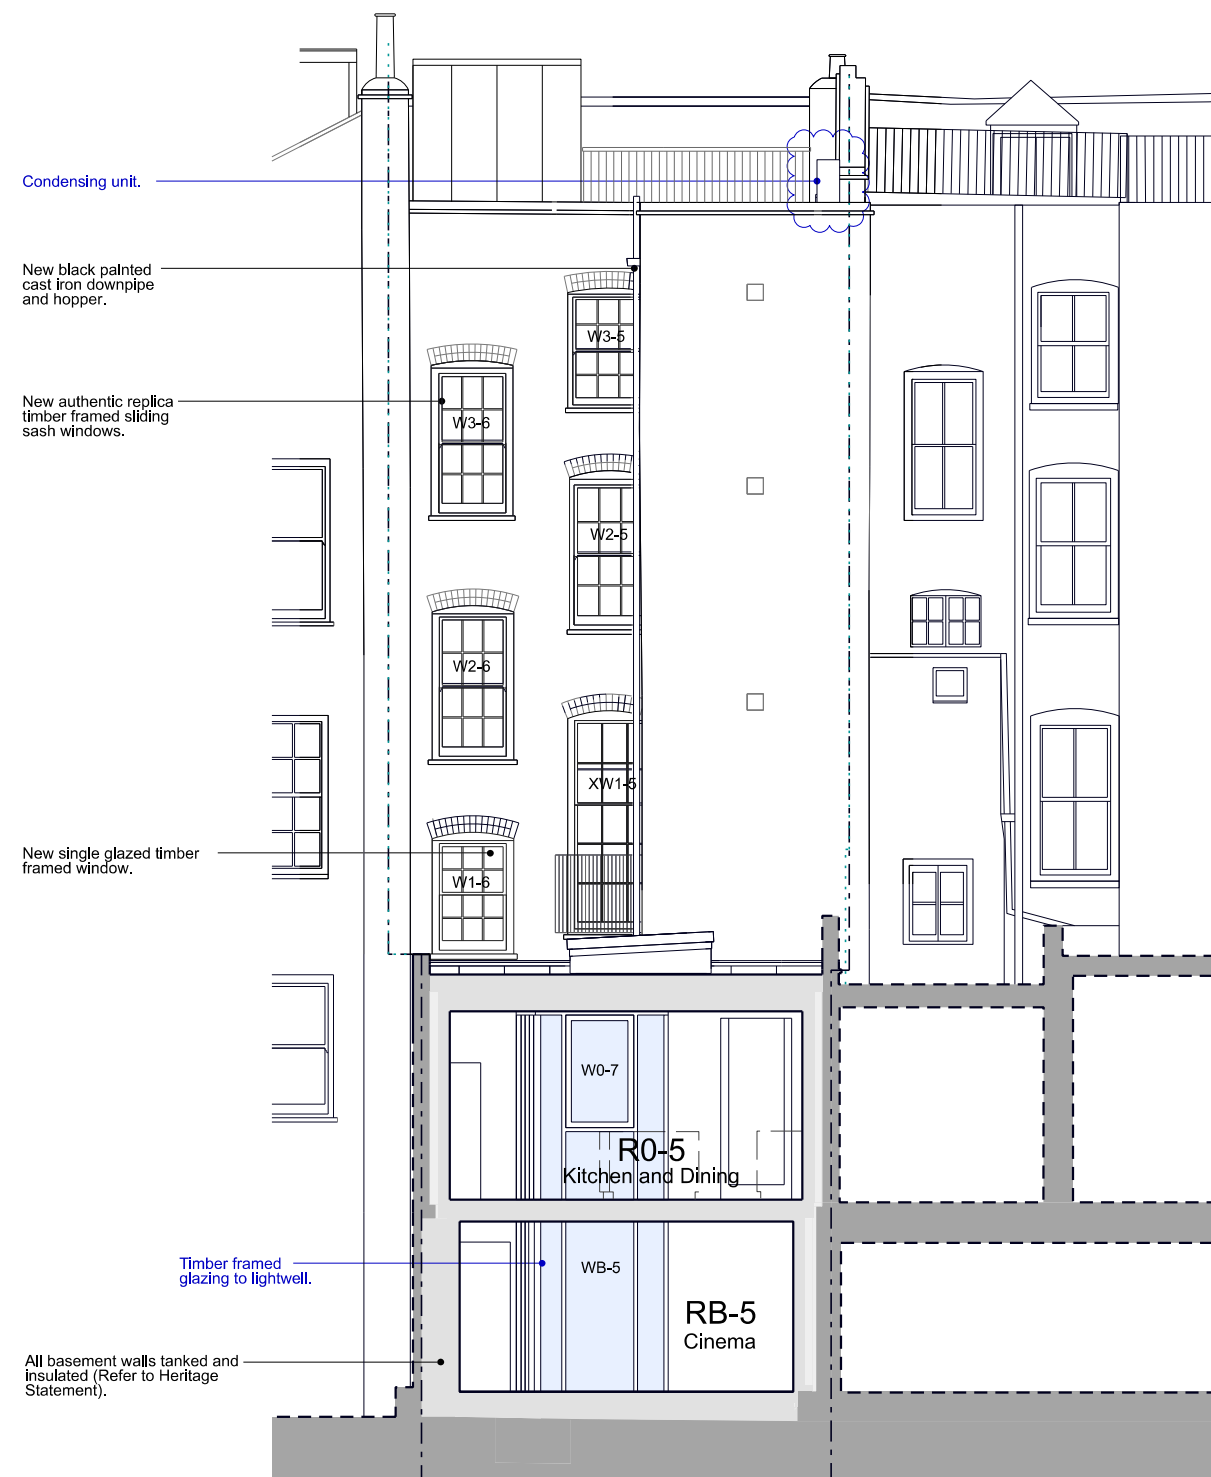 Condensing unit.
New black painted
cast iron downpipe
and hopper.
W3-5
New authentic replica
timber framed sliding
sash windows.
W3-6
W2-5
W2-6
XW1-5
New single glazed timber
framed window.
W1-6
W0-7
R0-5
Kitchen and Dining
Timber framed
glazing to lightwell.
WB-5
RB-5
Cinema
All basement walls tanked and
insulated (Refer to Heritage
Statement).